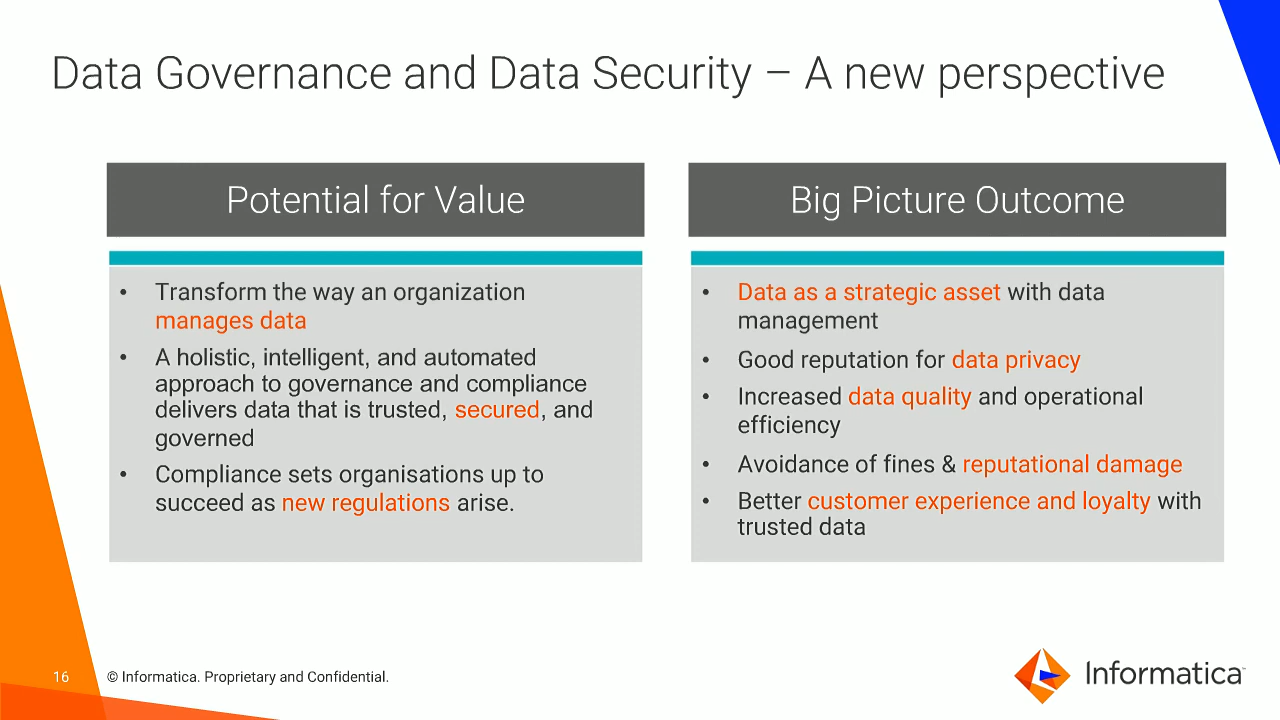 Data Governance and Data Security – A new perspective
Potential for Value
• Transform the way an organization
manages data
• A holistic, intelligent, and automated
approach to governance and compliance
delivers data that is trusted, secured, and
governed
• Compliance sets organisations up to
succeed as new regulations arise.
Big Picture Outcome
• Data as a strategic asset with data
management
• Good reputation for data privacy
• Increased data quality and operational
efficiency
• Avoidance of fines & reputational damage
• Better customer experience and loyalty with
trusted data
16
© Informatica. Proprietary and Confidential.
Informatica